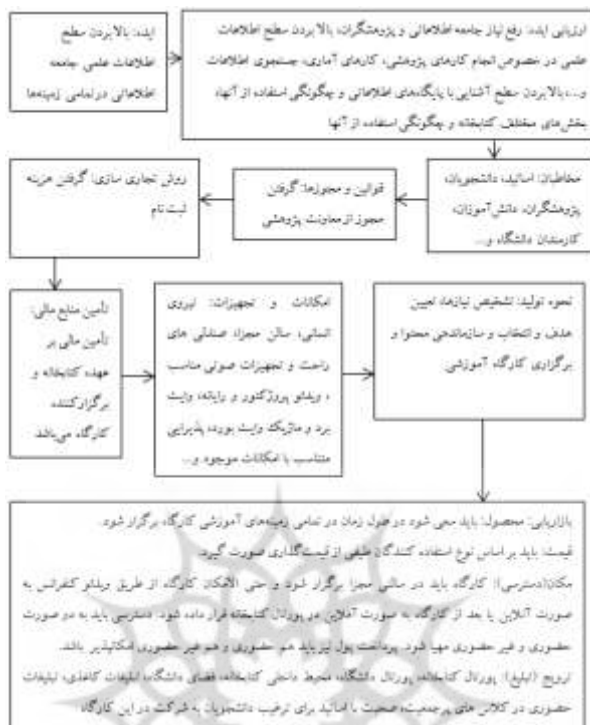 ایده: بالا بردن سطح
اطلاعات علمی جامعه
اطلاعاتی در تمامی زمینه‌ها
ارزیابی ایده: رفع نیاز جامعه اطلاعاتی و پژوهشگران، بالا بردن سطح اطلاعات
علمی در خصوص انجام کارهای پژوهشی، کارهای آماری، جستجوی اطلاعات
و...، بالا بردن سطح آشنایی با پایگاه‌های اطلاعاتی و چگونگی استفاده از آنها،
بخش‌های مختلف کتابخانه و چگونگی استفاده از آنها
مخاطبان: اساتید، دانشجویان،
پژوهشگران، دانش‌آموزان،
کارمندان دانشگاه و...
قوانین و مجوزها: گرفتن
مجوز از معاونت پژوهشی
روش تجاری سازی: گرفتن هزینه
ثبت نام
تأمین منابع مالی:
تأمین مالی بر
عهده کتابخانه و
برگزارکننده
کارگاه می‌باشد
امکانات و تجهیزات: نیروی
انسانی، سالن مجزا، صندلی های
راحت و تجهیزات صوتی مناسب
، ویدئو پروژکتور و رایانه، وایت
برد و ماژیک وایت بورد، پذیرایی
متناسب با امکانات موجود و...
نحوه تولید: تشخیص نیازها، تعیین
هدف و انتخاب و سازماندهی محتوا و
برگزاری کارگاه آموزشی
بازاریابی: محصول: باید سعی شود در طول زمان در تمامی زمینه‌های آموزشی کارگاه برگزار شود.
قیمت: باید بر اساس نوع استفاده کنندگان طیفی از قیمت‌گذاری صورت گیرد.
مکان(دسترسی): کارگاه باید در سالنی مجزا برگزار شود و حتی الامکان کارگاه از طریق ویدئو کنفرانس به
صورت آنلاین یا بعد از کارگاه به صورت آفلاین در پورتال کتابخانه قرار داده شود. دسترسی باید به دو صورت
حضوری و غیر حضوری مهیا شود. پرداخت پول نیز باید هم حضوری و هم غیر حضوری امکانپذیر باشد.
ترویج (تبلیغ): پورتال کتابخانه، پورتال دانشگاه، محیط داخلی کتابخانه، فضای دانشگاه، تبلیغات کاغذی، تبلیغات
حضوری در کلاس های پرجمعیت، صحبت با اساتید برای ترغیب دانشجویان به شرکت در این کارگاه